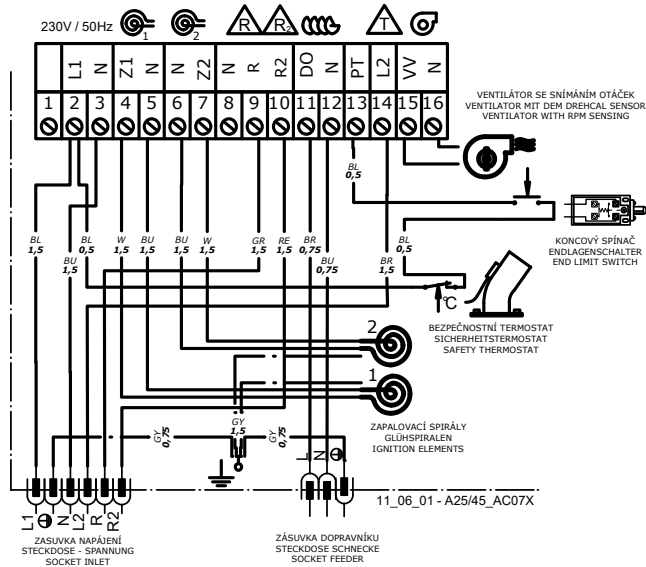 230V / 50Hz
1
2
R
R2
T
L1 N Z1 N N Z2 N R R2 DO N PT L2 VV N
1 2 3 4 5 6 7 8 9 10 11 12 13 14 15 16
VENTILÁTOR SE SNÍMÁNÍM OTÁČEK
VENTILATOR MIT DEM DREHCAL SENSOR
VENTILATOR WITH RPM SENSING
BL
0,5
KONCOVÝ SPÍNAČ
ENDLAGENSCHALTER
END LIMIT SWITCH
BL
1,5
BU
1,5
BL
0,5
W
1,5
BU
1,5
BU
1,5
W
1,5
GR
1,5
RE
1,5
BR
0,75
BU
0,75
BR
1,5
BL
0,5
°C
BEZPEČNOSTNÍ TERMOSTAT
SICHERHEITSTERMOSTAT
SAFETY THERMOSTAT
2
1
ZAPALOVACÍ SPIRÁLY
GLÜHSPIRALEN
IGNITION ELEMENTS
GY
0,75
GY
1,5
GY
0,75
L N
11_06_01 - A25/45_AC07X
L1 N L2 R R2
ZASUVKA NAPÁJENÍ
STECKDOSE - SPANNUNG
SOCKET INLET
ZÁSUVKA DOPRAVNÍKU
STECKDOSE SCHNECKE
SOCKET FEEDER